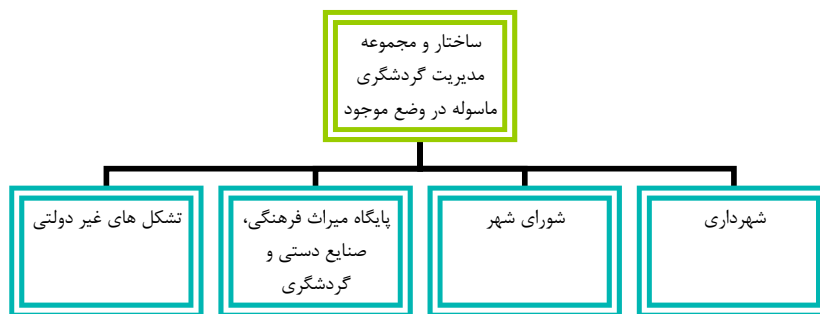 ساختار و مجموعه
مدیریت گردشگری
ماسوله در وضع موجود
شهرداری
شورای شهر
پایگاه میراث فرهنگی،
صنایع دستی و
گردشگری
تشکل های غیر دولتی